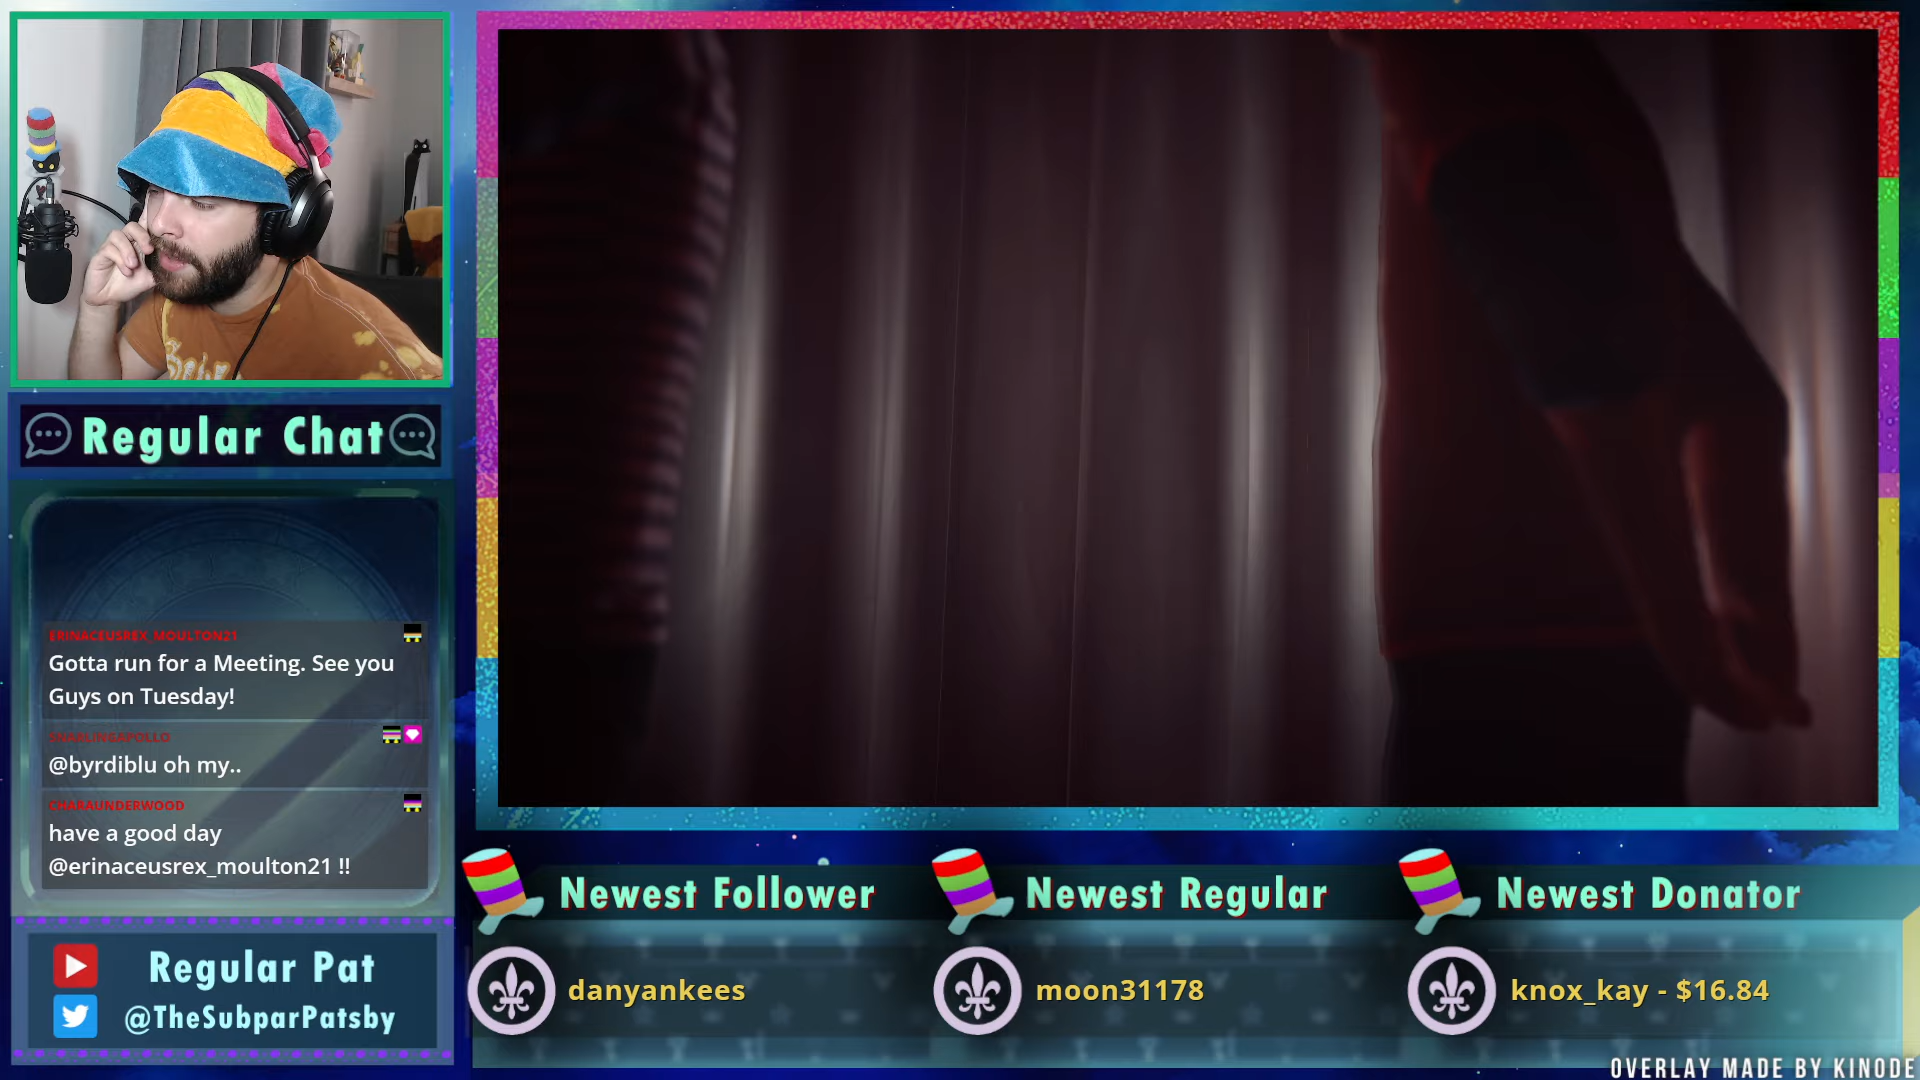 Regular Chat
ERINACEUSREX_MOULTON21
Gotta run for a Meeting. See you
Guys on Tuesday!
SNARLINGAPOLLO
@byrdiblu oh my..
CHARAUNDERWOOD
have a good day
@erinaceusrex_moulton21 !!
Regular Pat
@TheSubparPatsby
Newest Follower
danyankees
Newest Regular
moon31178
Newest Donator
knox_kay - $16.84
OVERLAY MADE BY KINODE